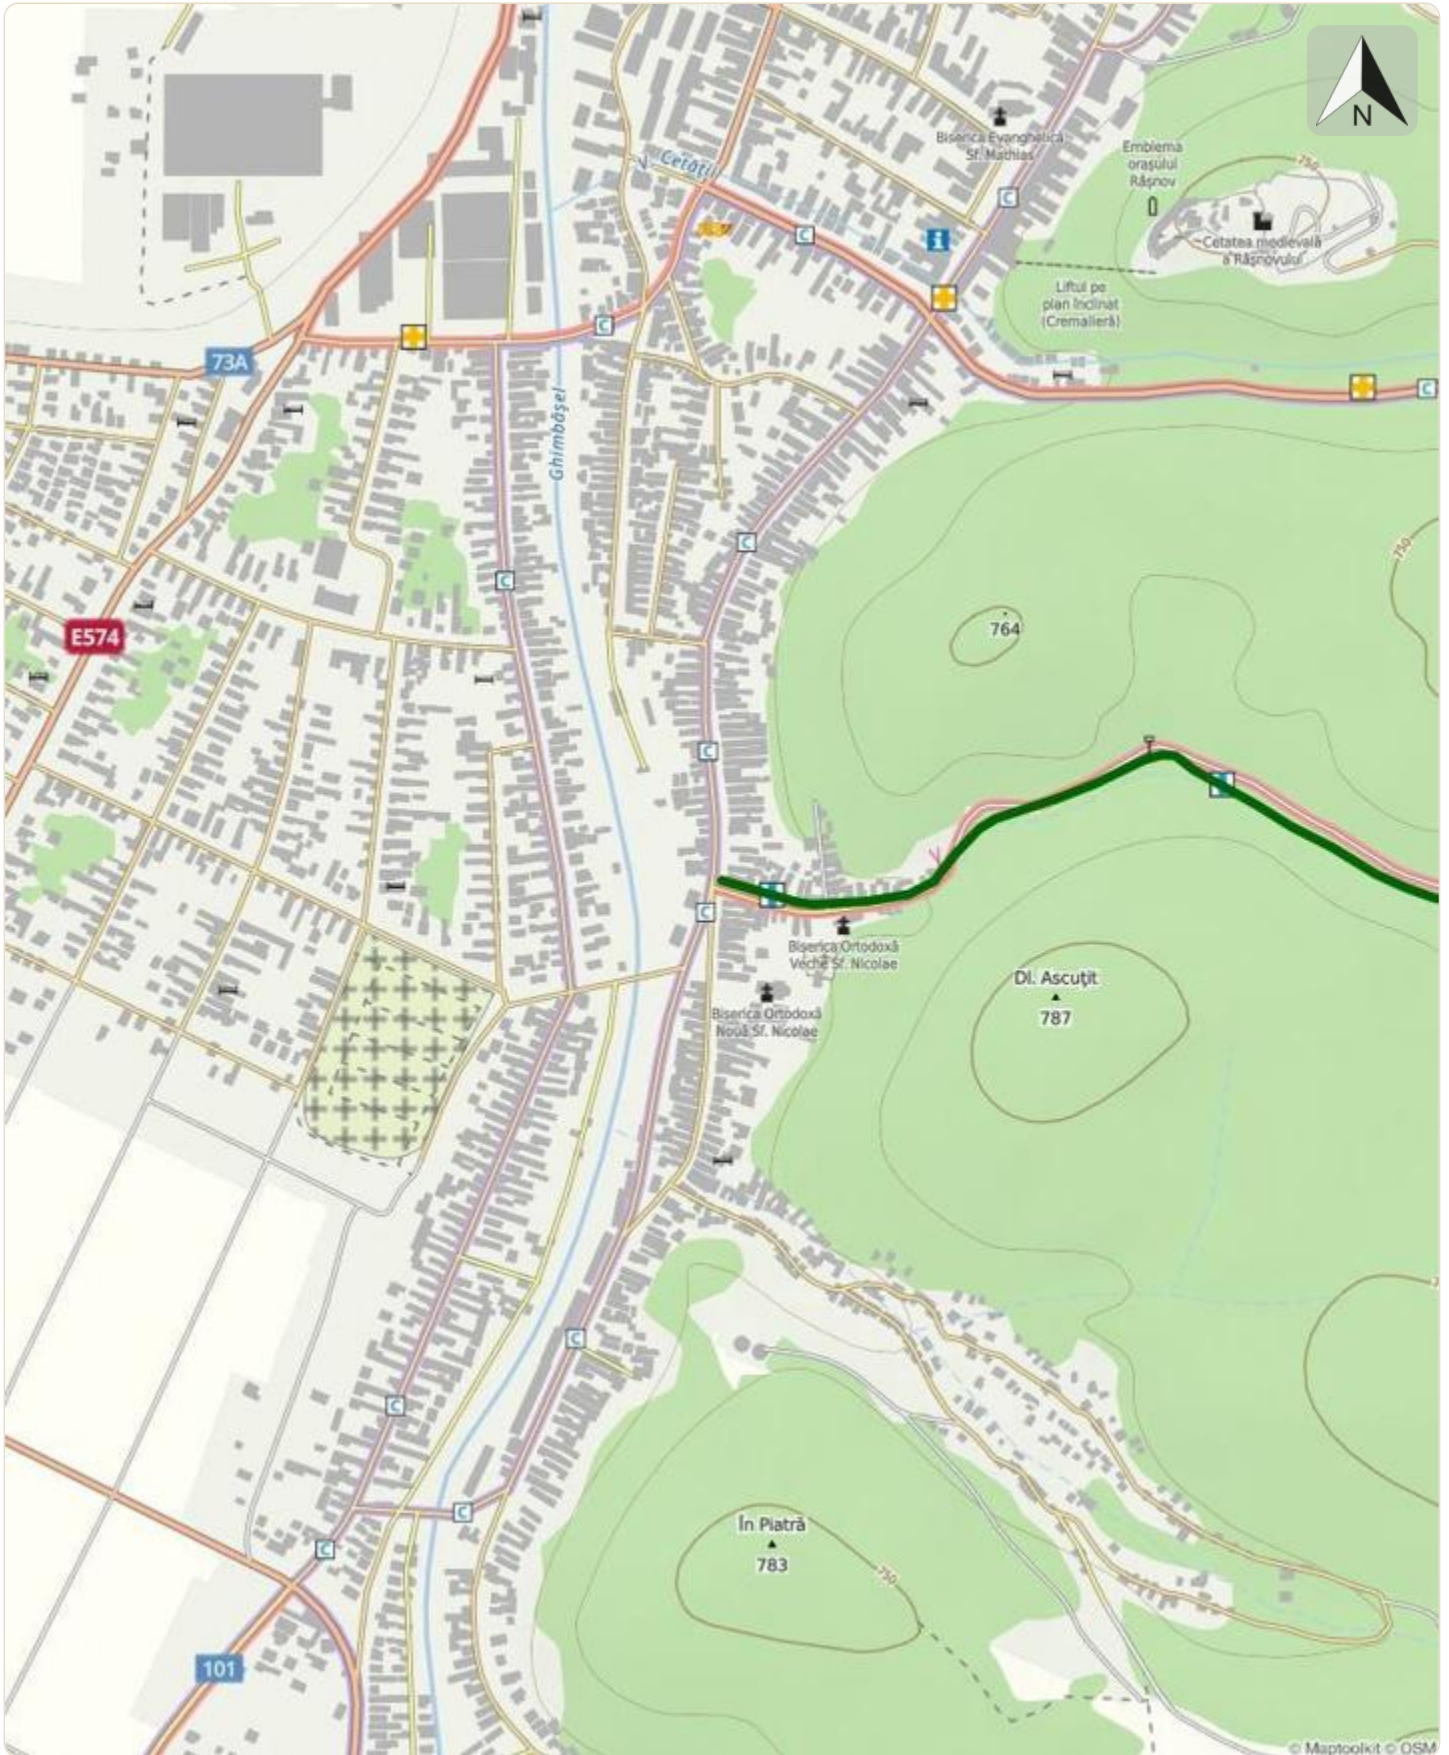 N
V. Cetăți
Biserica Evanghelică
Sf. Mathias
C
Emblema
orașului
Râșnov
750
C
Cetatea medievală
a Râșnovului
Liftul pe
plan înclinat
(Cremalieră)
C
73A
C
C
Ghimbășel
C
750
C
E574
764
C
C
Biserica Ortodoxă
Veche Sf. Nicolae
Dl. Ascuțit
787
Biserica Ortodoxă
Nouă Sf. Nicolae
C
C
C
În Piatră
783
750
C
101
© Maptoolkit © OSM